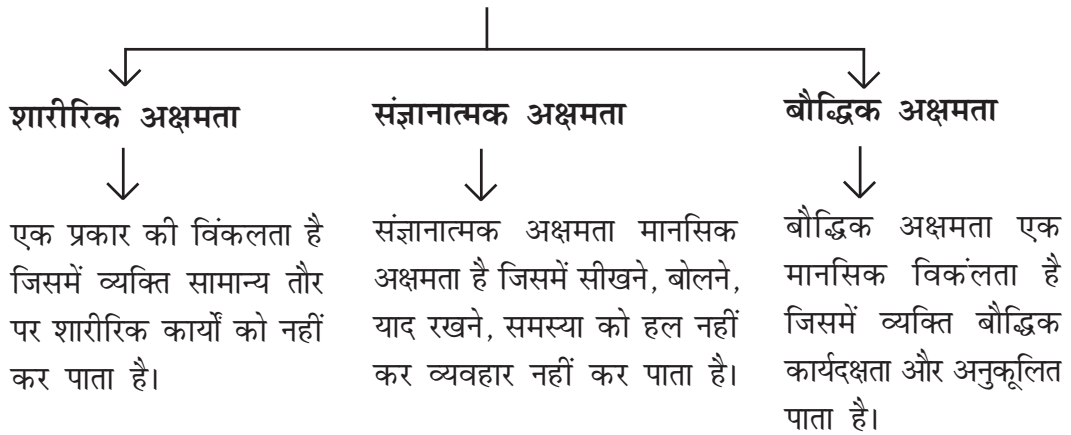 शारीरिक अक्षमता
एक प्रकार की विंकलता है
जिसमें व्यक्ति सामान्य तौर
पर शारीरिक कार्यों को नहीं
कर पाता है।
संज्ञानात्मक अक्षमता
संज्ञानात्मक अक्षमता मानसिक
अक्षमता है जिसमें सीखने, बोलने,
याद रखने, समस्या को हल नहीं
कर व्यवहार नहीं कर पाता है।
बौद्धिक अक्षमता
बौद्धिक अक्षमता एक
मानसिक विकंलता है
जिसमें व्यक्ति बौद्धिक
कार्यदक्षता और अनुकूलित
पाता है।